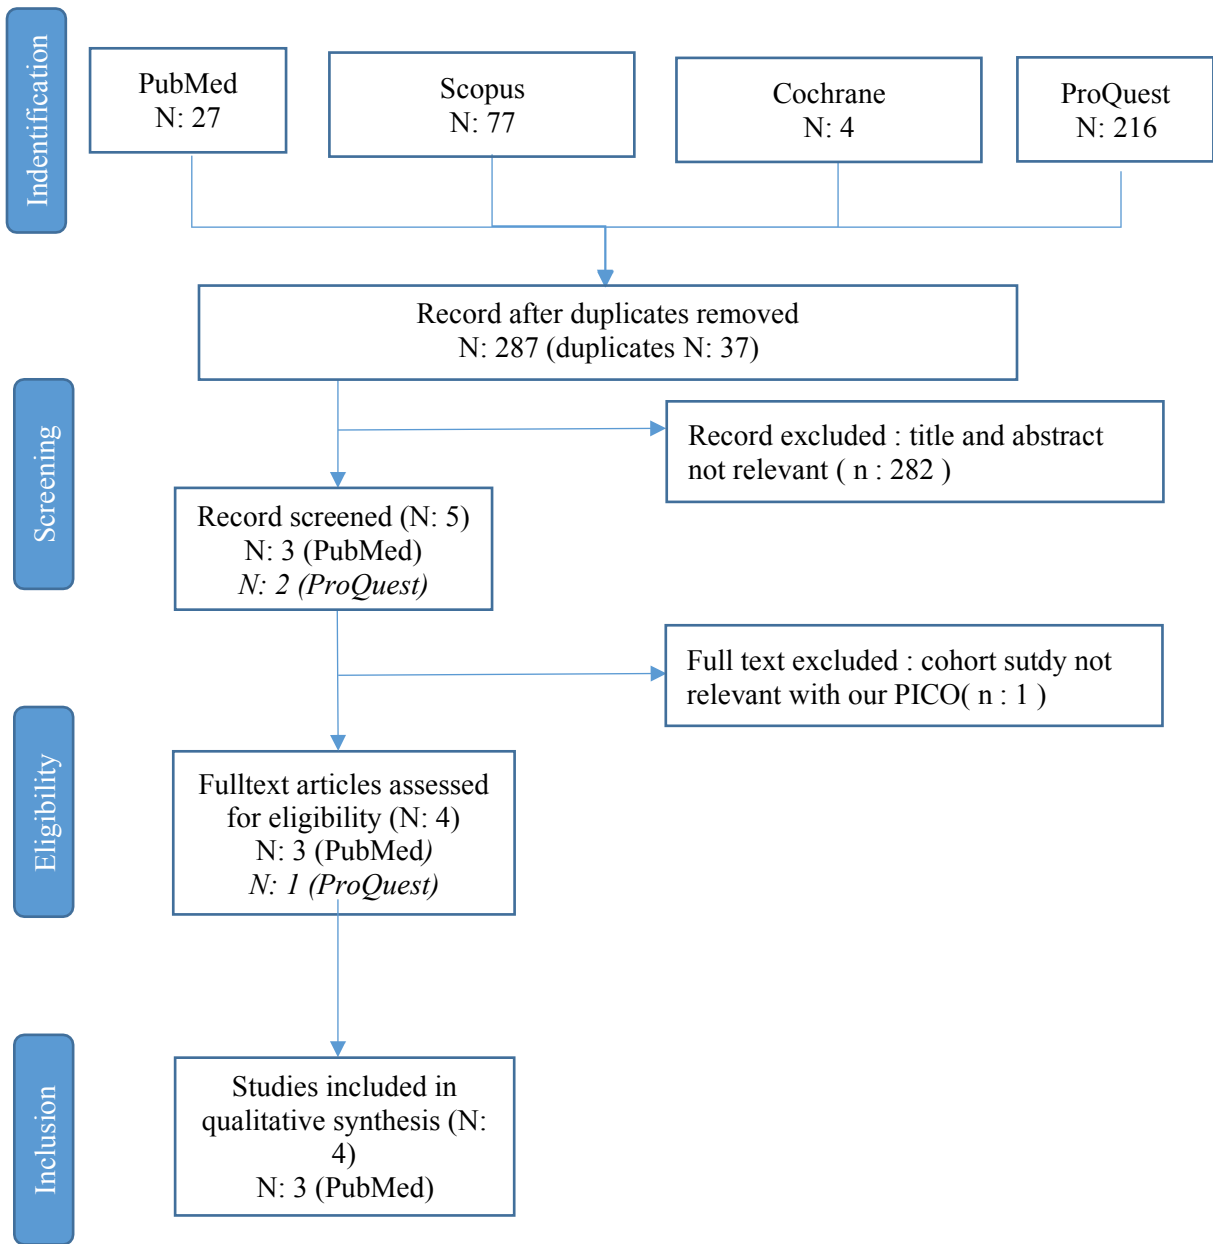 Indentification
PubMed
N: 27
Scopus
N: 77
Cochrane
N: 4
ProQuest
N: 216
Record after duplicates removed
N: 287 (duplicates N: 37)
Screening
Record excluded : title and abstract
not relevant ( n : 282 )
Record screened (N: 5)
N: 3 (PubMed)
N: 2 (ProQuest)
Full text excluded : cohort sutdy not
relevant with our PICO( n : 1 )
Eligibility
Fulltext articles assessed
for eligibility (N: 4)
N: 3 (PubMed)
N: 1 (ProQuest)
Inclusion
Studies included in
qualitative synthesis (N:
4)
N: 3 (PubMed)